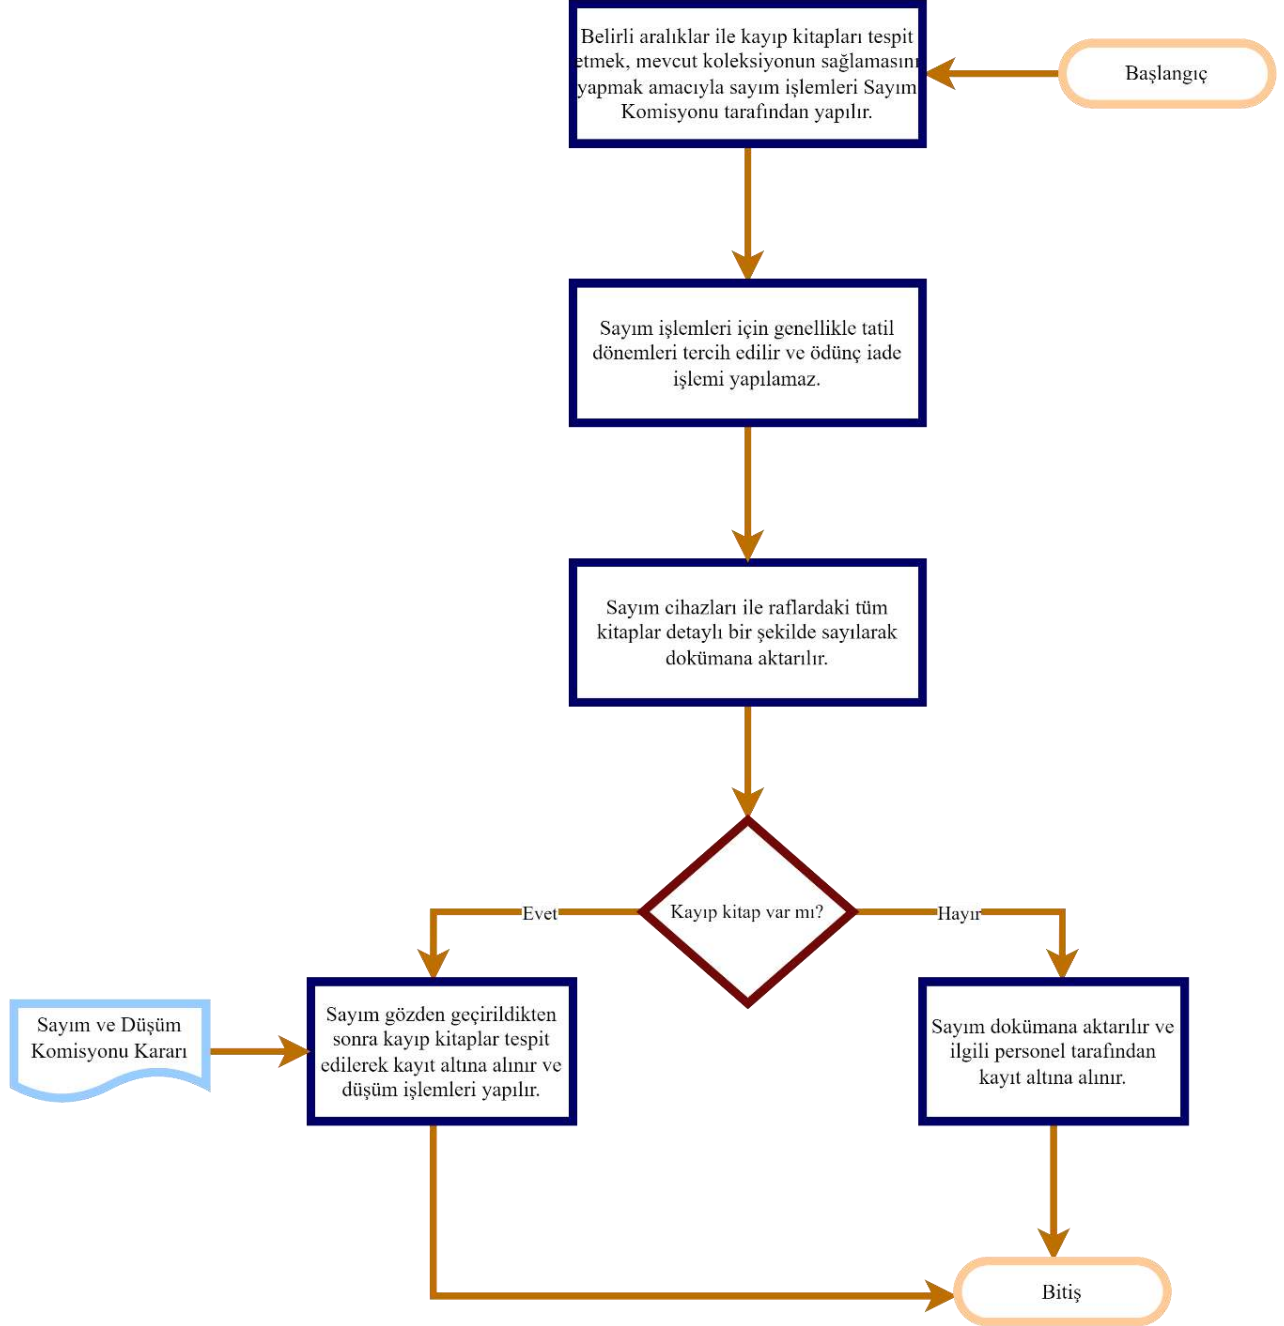 Belirli aralıklar ile kayıp kitapları tespit
etmek, mevcut koleksiyonun sağlamasını
yapmak amacıyla sayım işlemleri Sayım
Komisyonu tarafından yapılır.
Başlangıç
Sayım işlemleri için genellikle tatil
dönemleri tercih edilir ve ödünç iade
işlemi yapılamaz.
Sayım cihazları ile raflardaki tüm
kitaplar detaylı bir şekilde sayılarak
dokümana aktarılır.
Kayıp kitap var mı?
Evet
Hayır
Sayım ve Düşüm
Komisyonu Kararı
Sayım gözden geçirildikten
sonra kayıp kitaplar tespit
edilerek kayıt altına alınır ve
düşüm işlemleri yapılır.
Sayım dokümana aktarılır ve
ilgili personel tarafından
kayıt altına alınır.
Bitiş